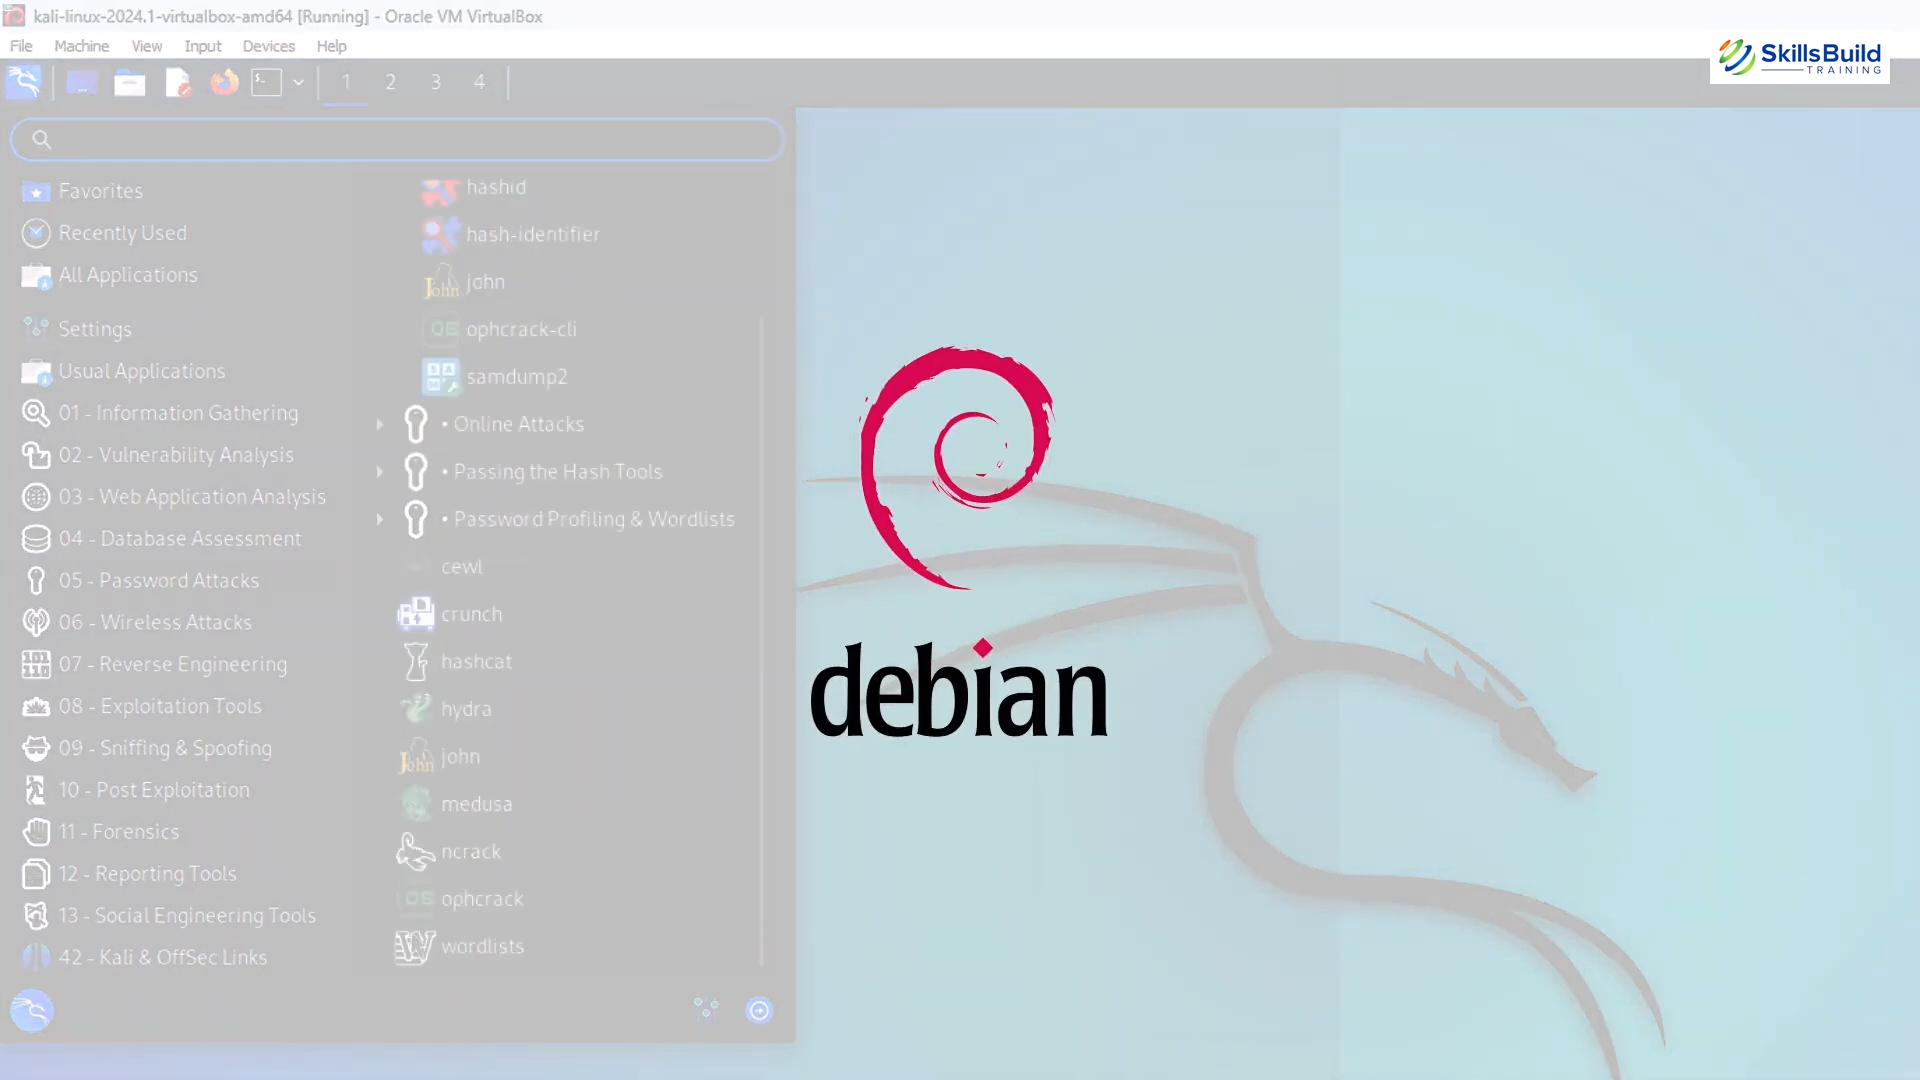 kali-linux-2024.1-virtualbox-amd64 [Running] - Oracle VM VirtualBox
File Machine View Input Devices Help
SkillsBuild
TRAINING
1 2 3 4
Favorites
Recently Used
All Applications
Settings
Usual Applications
01 - Information Gathering
02 - Vulnerability Analysis
03 - Web Application Analysis
04 - Database Assessment
05 - Password Attacks
06 - Wireless Attacks
07 - Reverse Engineering
08 - Exploitation Tools
09 - Sniffing & Spoofing
10 - Post Exploitation
11 - Forensics
12 - Reporting Tools
13 - Social Engineering Tools
42 - Kali & OffSec Links
hashid
hash-identifier
John
john
OS
ophcrack-cli
samdump2
• Online Attacks
• Passing the Hash Tools
• Password Profiling & Wordlists
cewl
crunch
hashcat
hydra
John
john
medusa
ncrack
OS
ophcrack
W
wordlists
debian